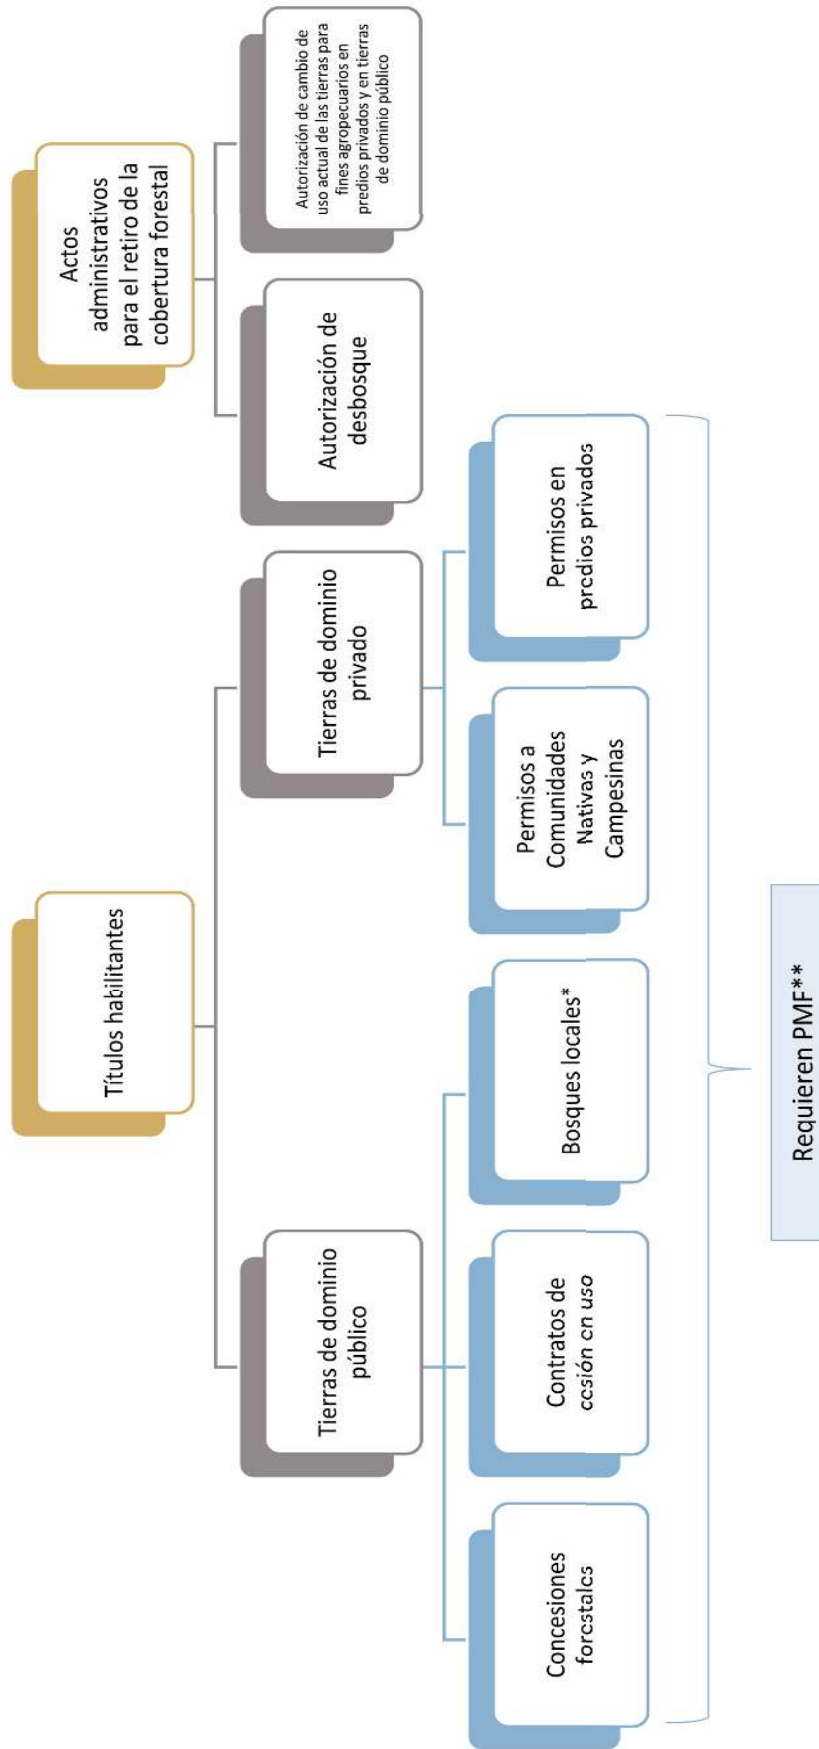 Títulos habilitantes
Actos
administrativos
para el retiro de la
cobertura forestal
Tierras de dominio
público
Tierras de dominio
privado
Autorización de
desbosque
Autorización de cambio de
uso actual de las tierras para
fines agropecuarios en
predios privados y en tierras
de dominio público
Concesiones
forestales
Contratos de
cesión en uso
Bosques locales*
Permisos a
Comunidades
Nativas y
Campesinas
Permisos en
predios privados
Requieren PMF**